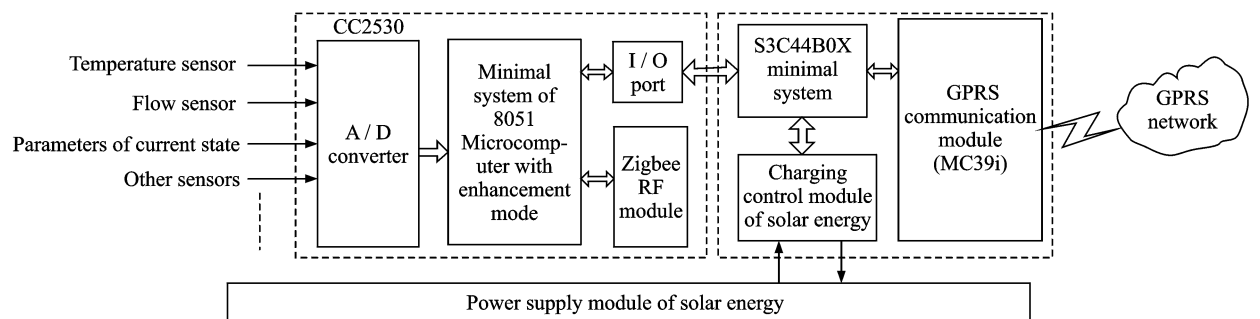 CC2530
Temperature sensor
Flow sensor
Parameters of current state
Other sensors
A / D
converter
Minimal
system of
8051
Microcomp-
uter with
enhancement
mode
I / O
port
Zigbee
RF
module
S3C44B0X
minimal
system
Charging
control module
of solar energy
GPRS
communication
module
(MC39i)
GPRS
network
Power supply module of solar energy